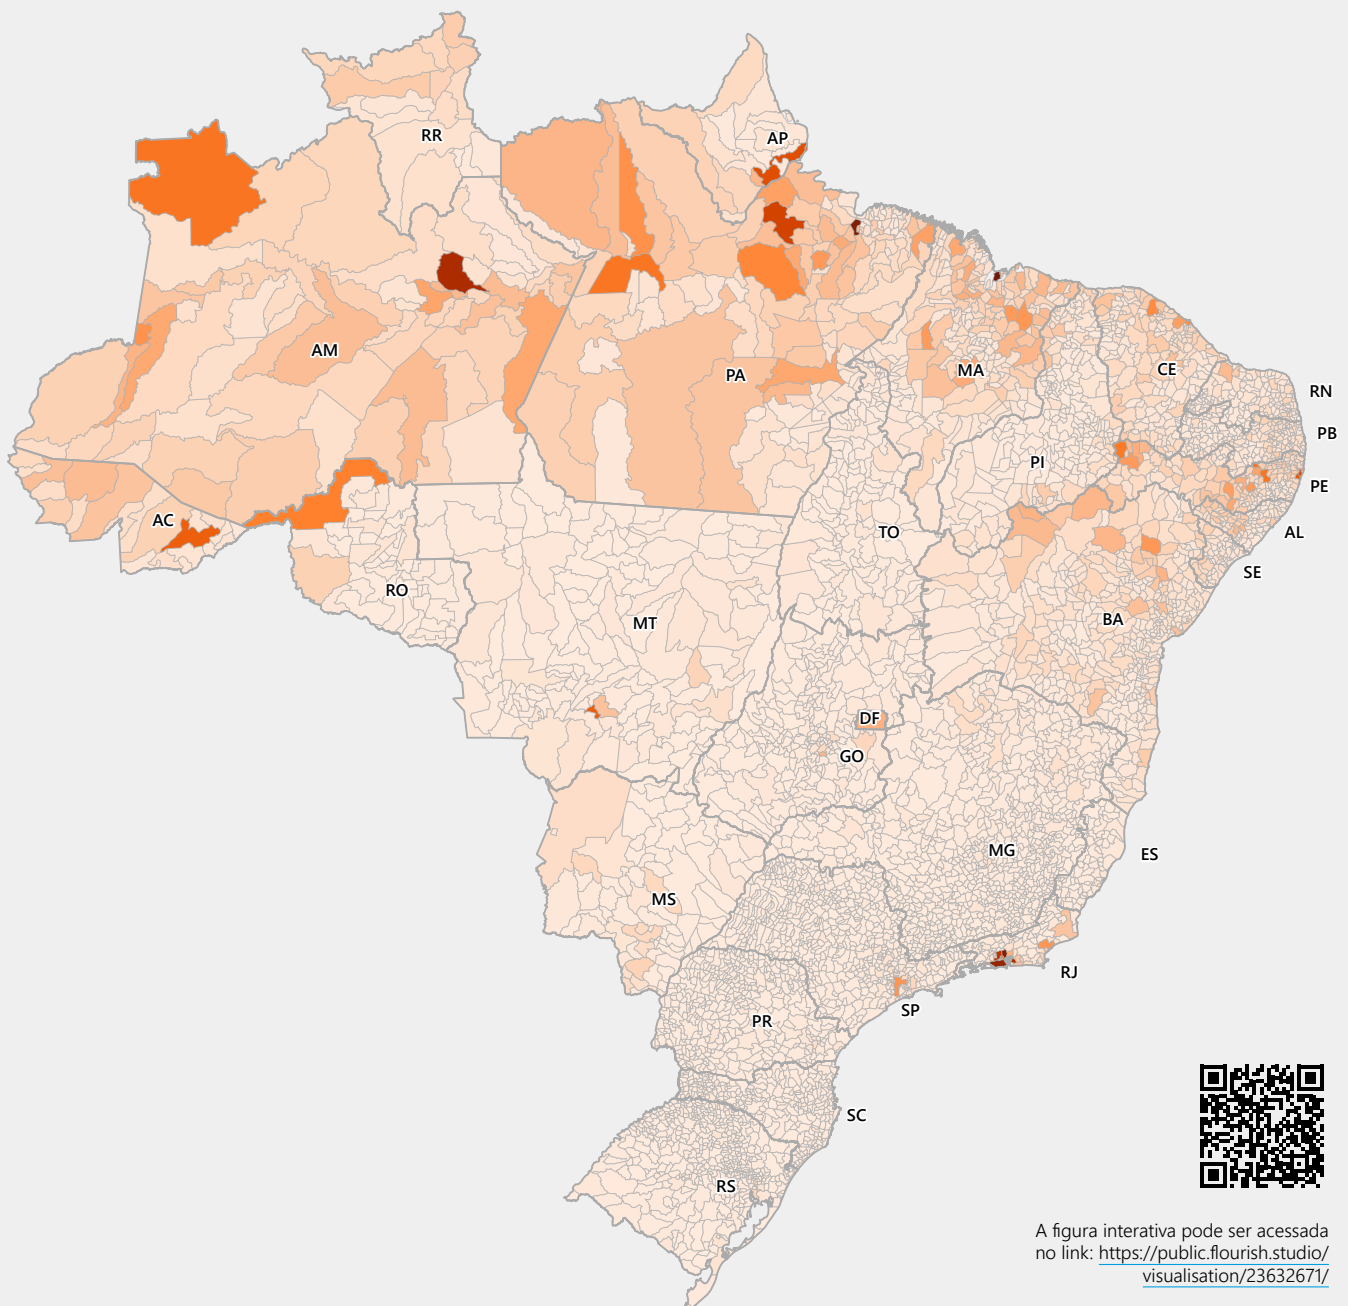 RR
AP
AM
PA
MA
CE
RN
PB
PI
PE
AC
TO
AL
SE
RO
BA
MT
DF
GO
MG
ES
MS
RJ
SP
PR
SC
RS
A figura interativa pode ser acessada
no link: https://public.flourish.studio/
visualisation/23632671/